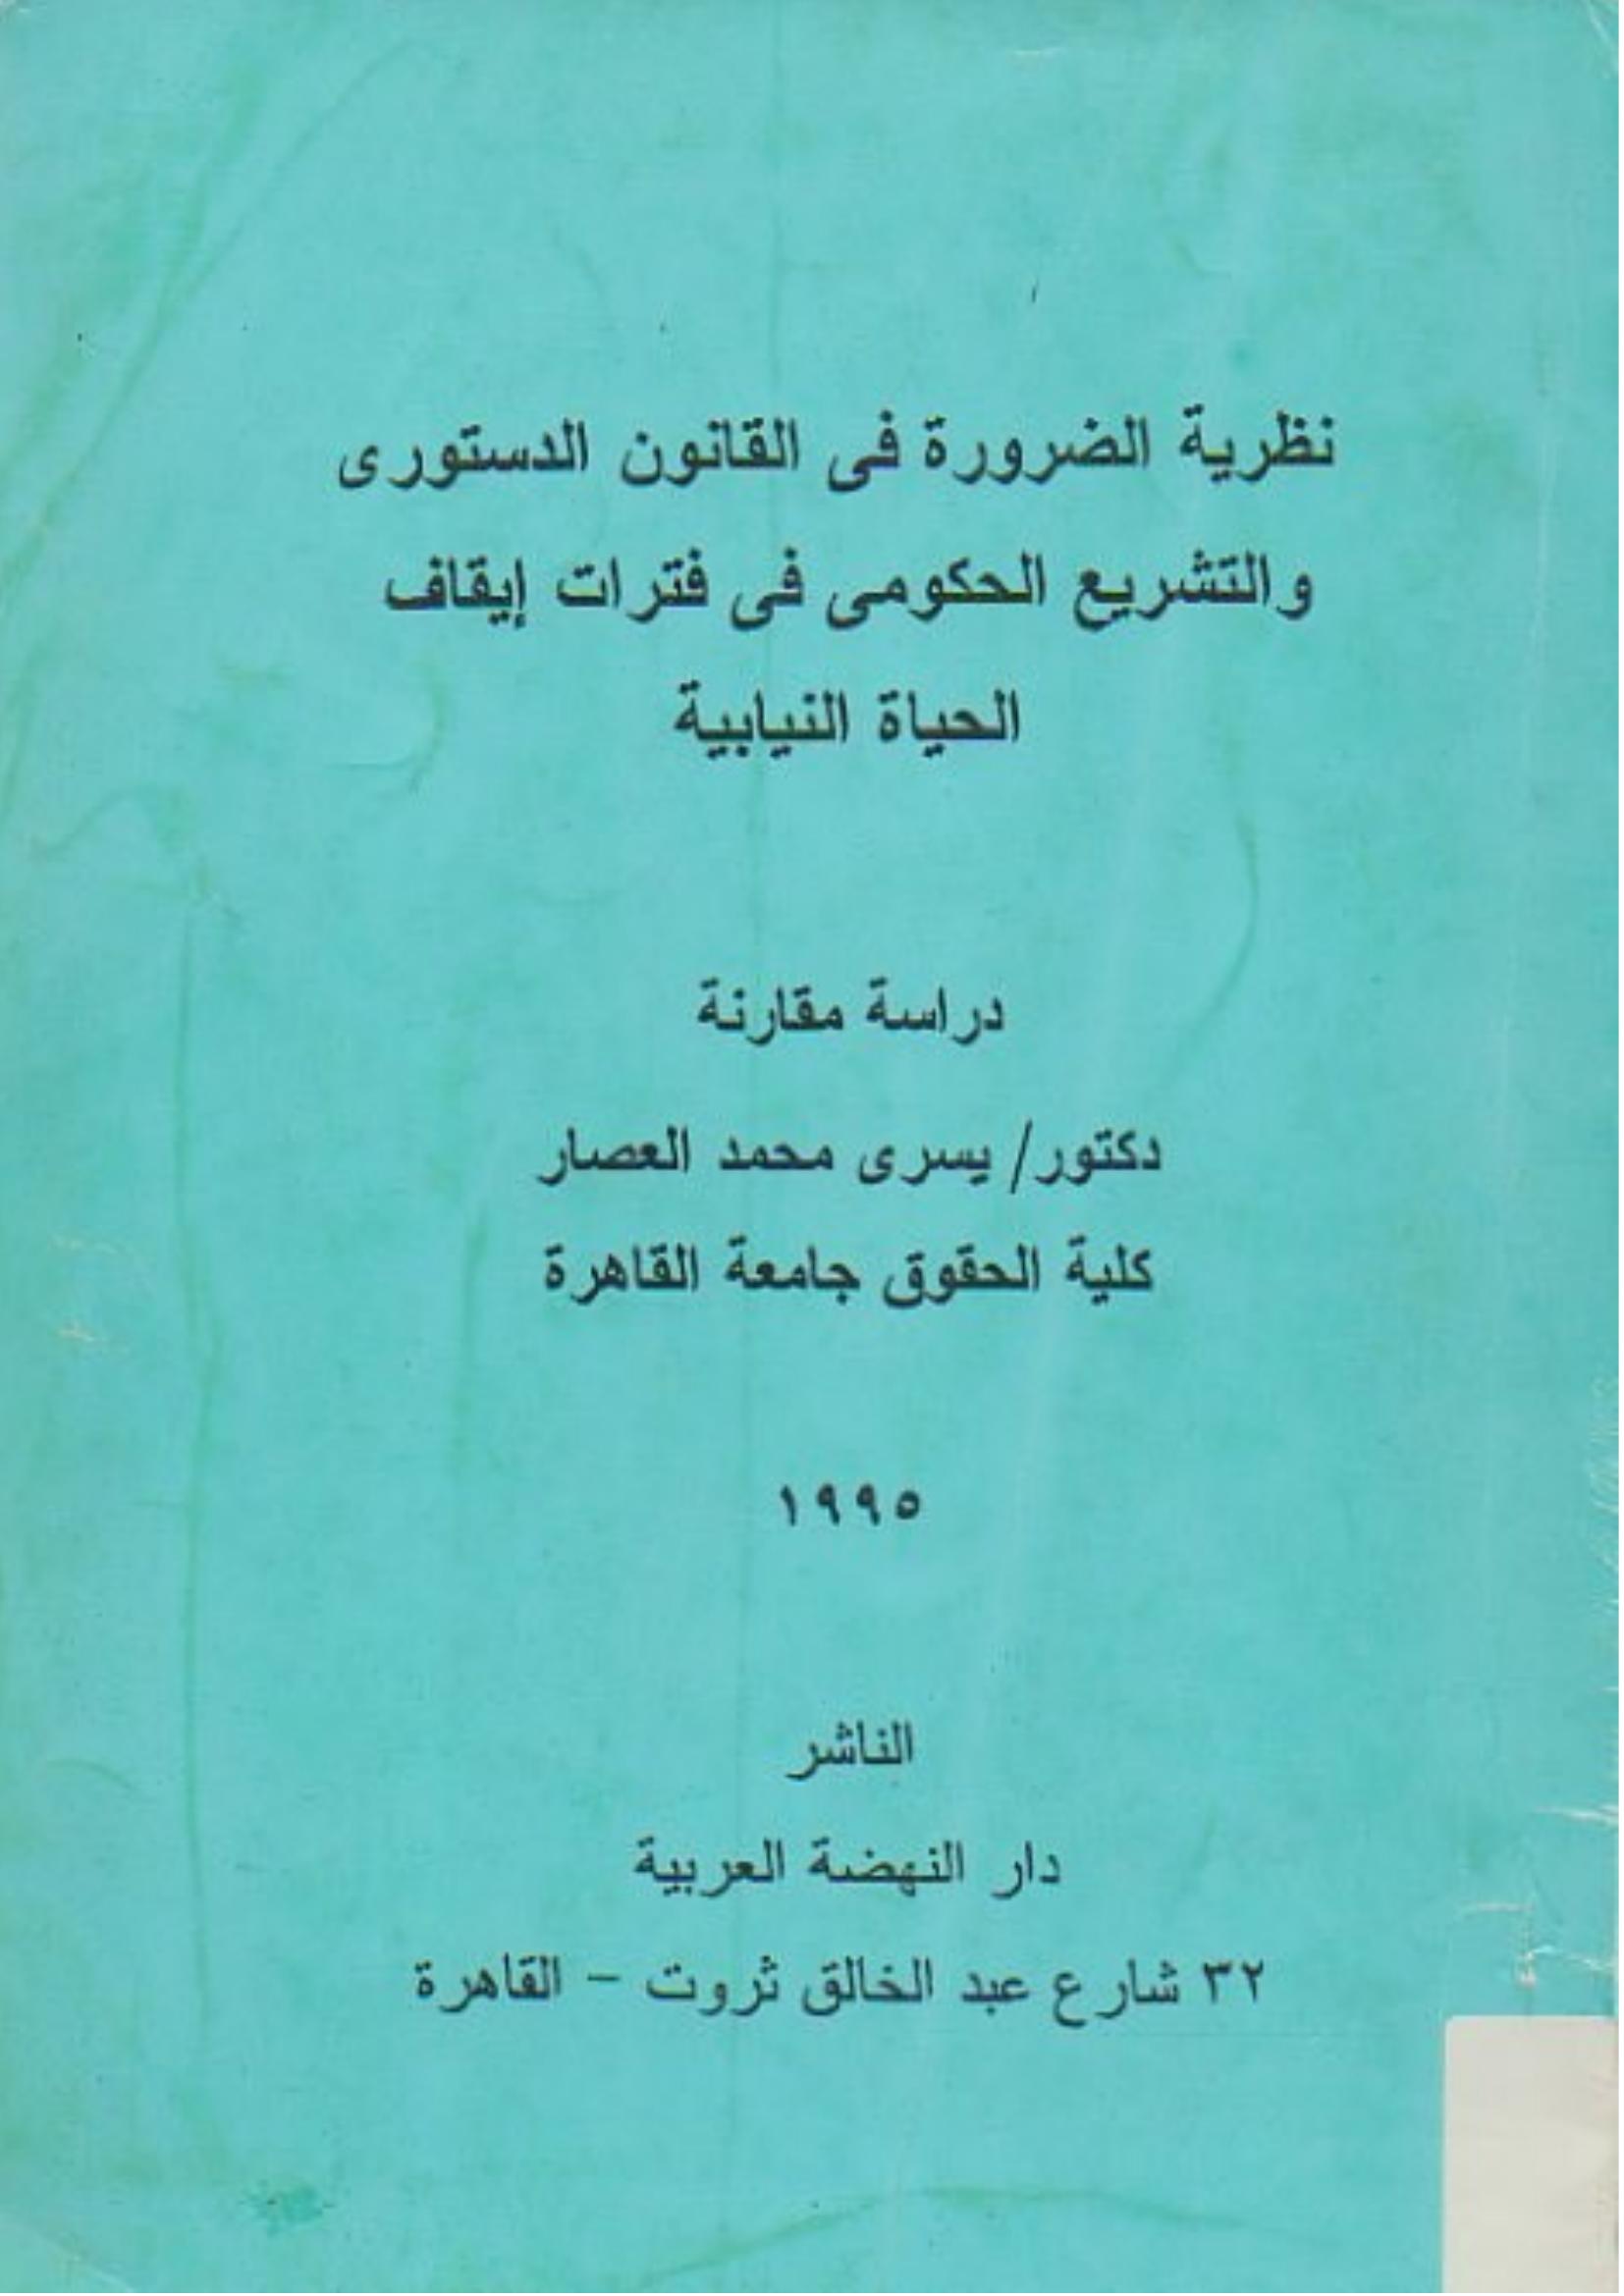 نظرية الضرورة فى القانون الدستورى
والتشريع الحكومى فى فترات إيقاف
الحياة النيابية
دراسة مقارنة
دكتور/ يسرى محمد العصار
كلية الحقوق جامعة القاهرة
١٩٩٥
الناشر
دار النهضة العربية
٣٢ شارع عبد الخالق ثروت - القاهرة